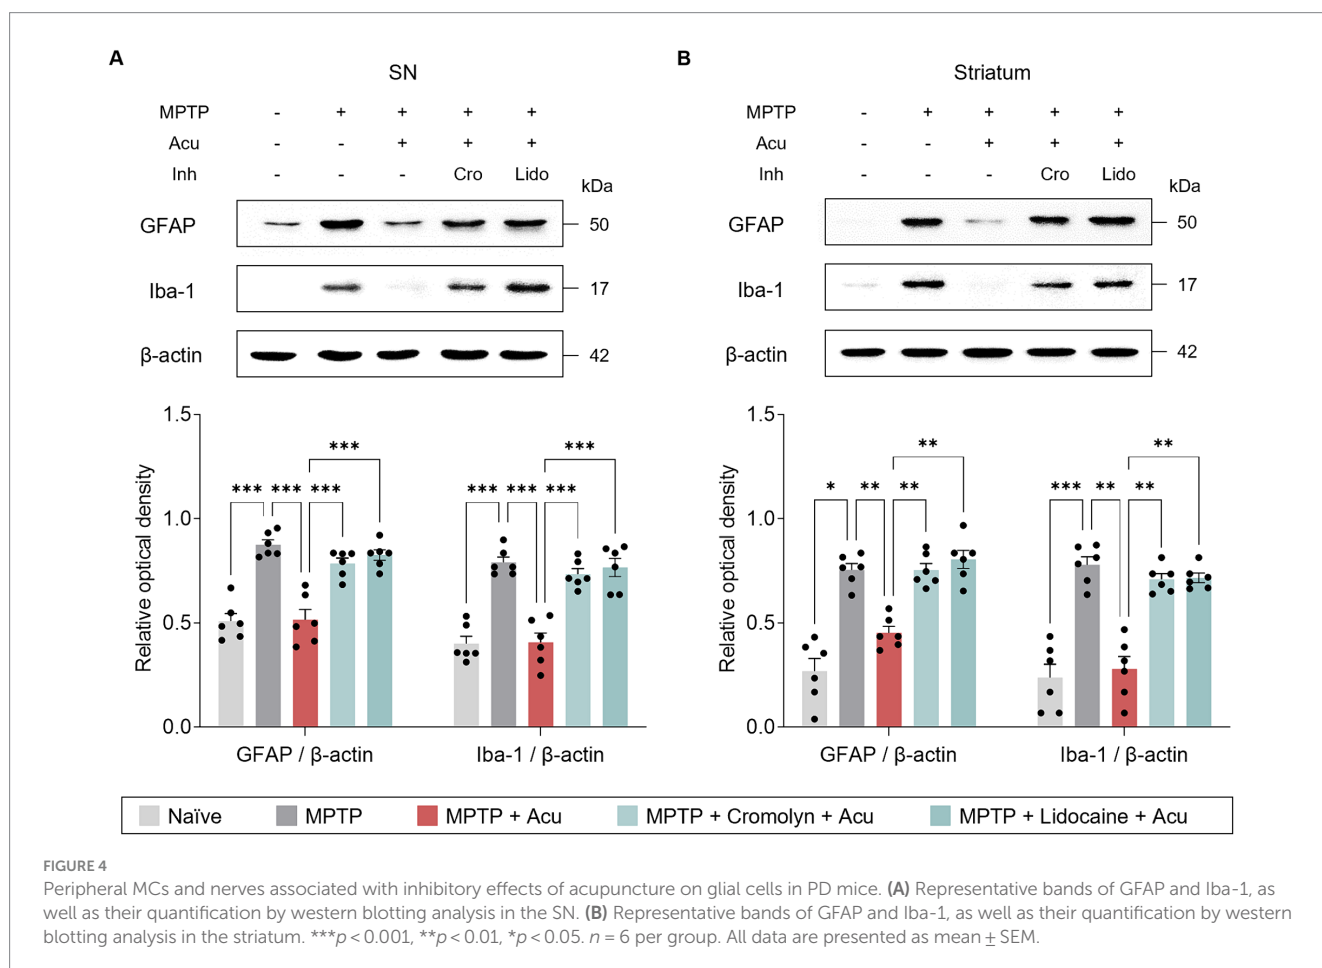 A
SN
MPTP - + + + +
Acu - - + + +
Inh - - - Cro Lido
kDa
GFAP 50
Iba-1 17
β-actin 42
Relative optical density
1.5
1.0
0.5
0.0
*** *** *** ***
*** *** *** ***
GFAP / β-actin
Iba-1 / β-actin
B
Striatum
MPTP - + + + +
Acu - - + + +
Inh - - - Cro Lido
kDa
GFAP 50
Iba-1 17
β-actin 42
Relative optical density
1.5
1.0
0.5
0.0
* ** ** **
*** ** ** **
GFAP / β-actin
Iba-1 / β-actin
Naïve MPTP MPTP + Acu MPTP + Cromolyn + Acu MPTP + Lidocaine + Acu
FIGURE 4
Peripheral MCs and nerves associated with inhibitory effects of acupuncture on glial cells in PD mice. (A) Representative bands of GFAP and Iba-1, as
well as their quantification by western blotting analysis in the SN. (B) Representative bands of GFAP and Iba-1, as well as their quantification by western
blotting analysis in the striatum. ***p < 0.001, **p < 0.01, *p < 0.05. n = 6 per group. All data are presented as mean ± SEM.